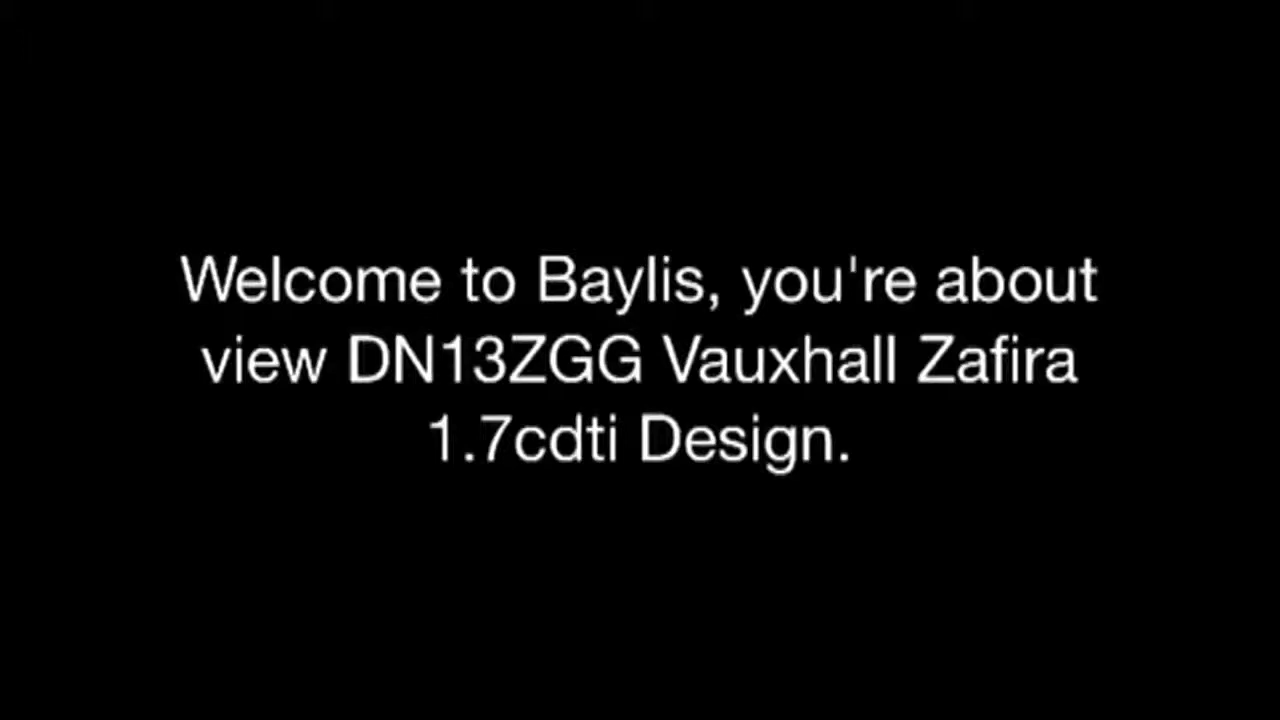 Welcome to Baylis, you're about
view DN13ZGG Vauxhall Zafira
1.7cdti Design.